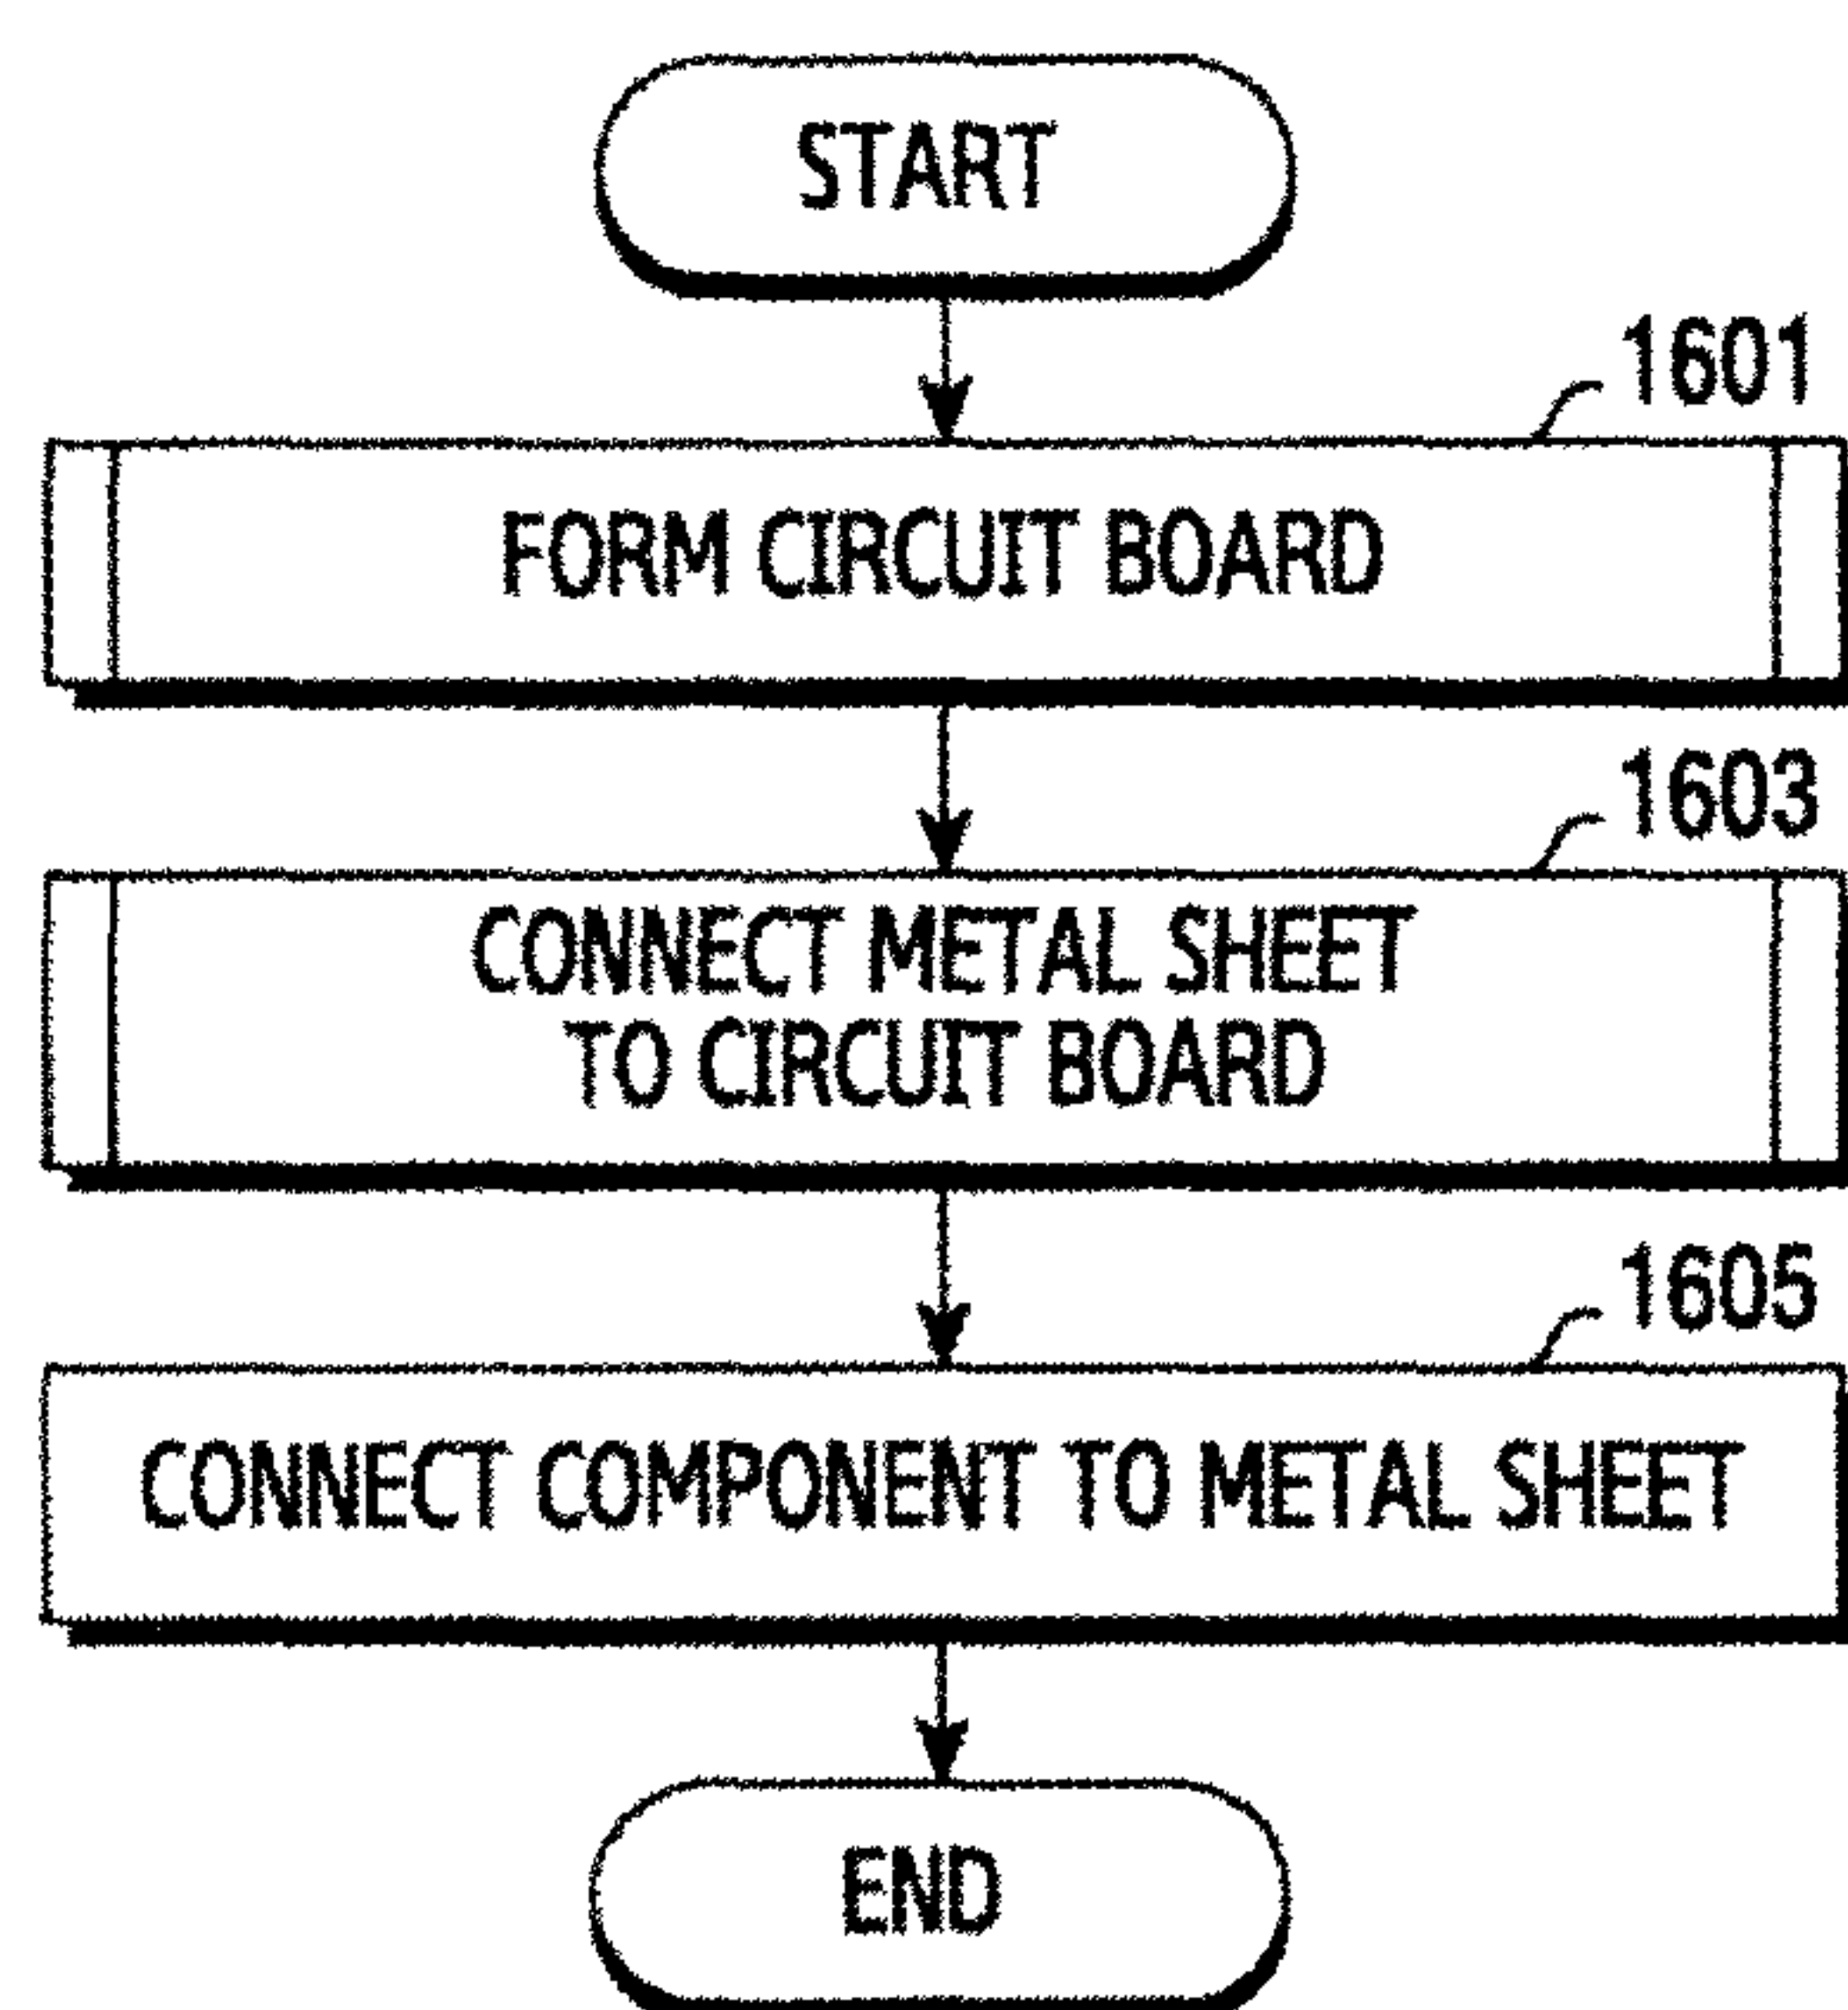 START
1601
FORM CIRCUIT BOARD
1603
CONNECT METAL SHEET
TO CIRCUIT BOARD
1605
CONNECT COMPONENT TO METAL SHEET
END